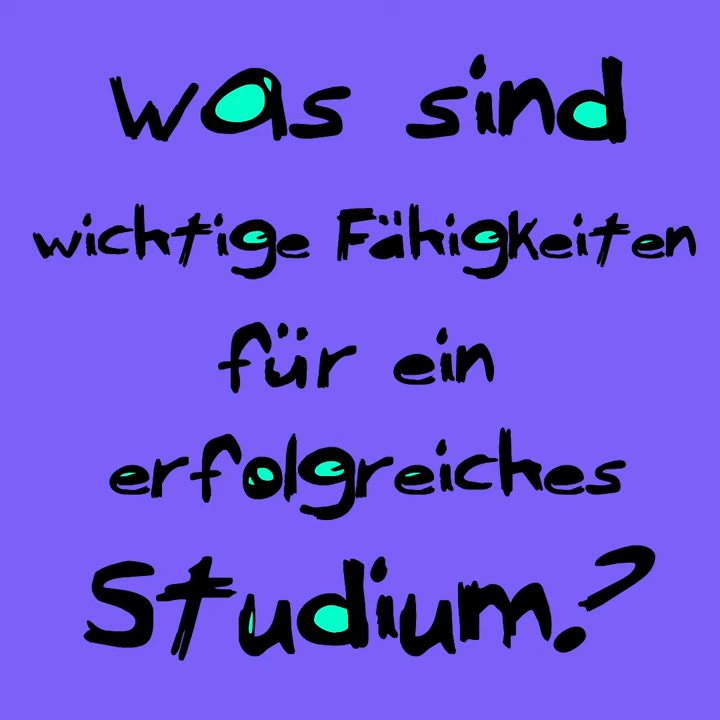 was sind
wichtige Fähigkeiten
für ein
erfolgreiches
Studium?